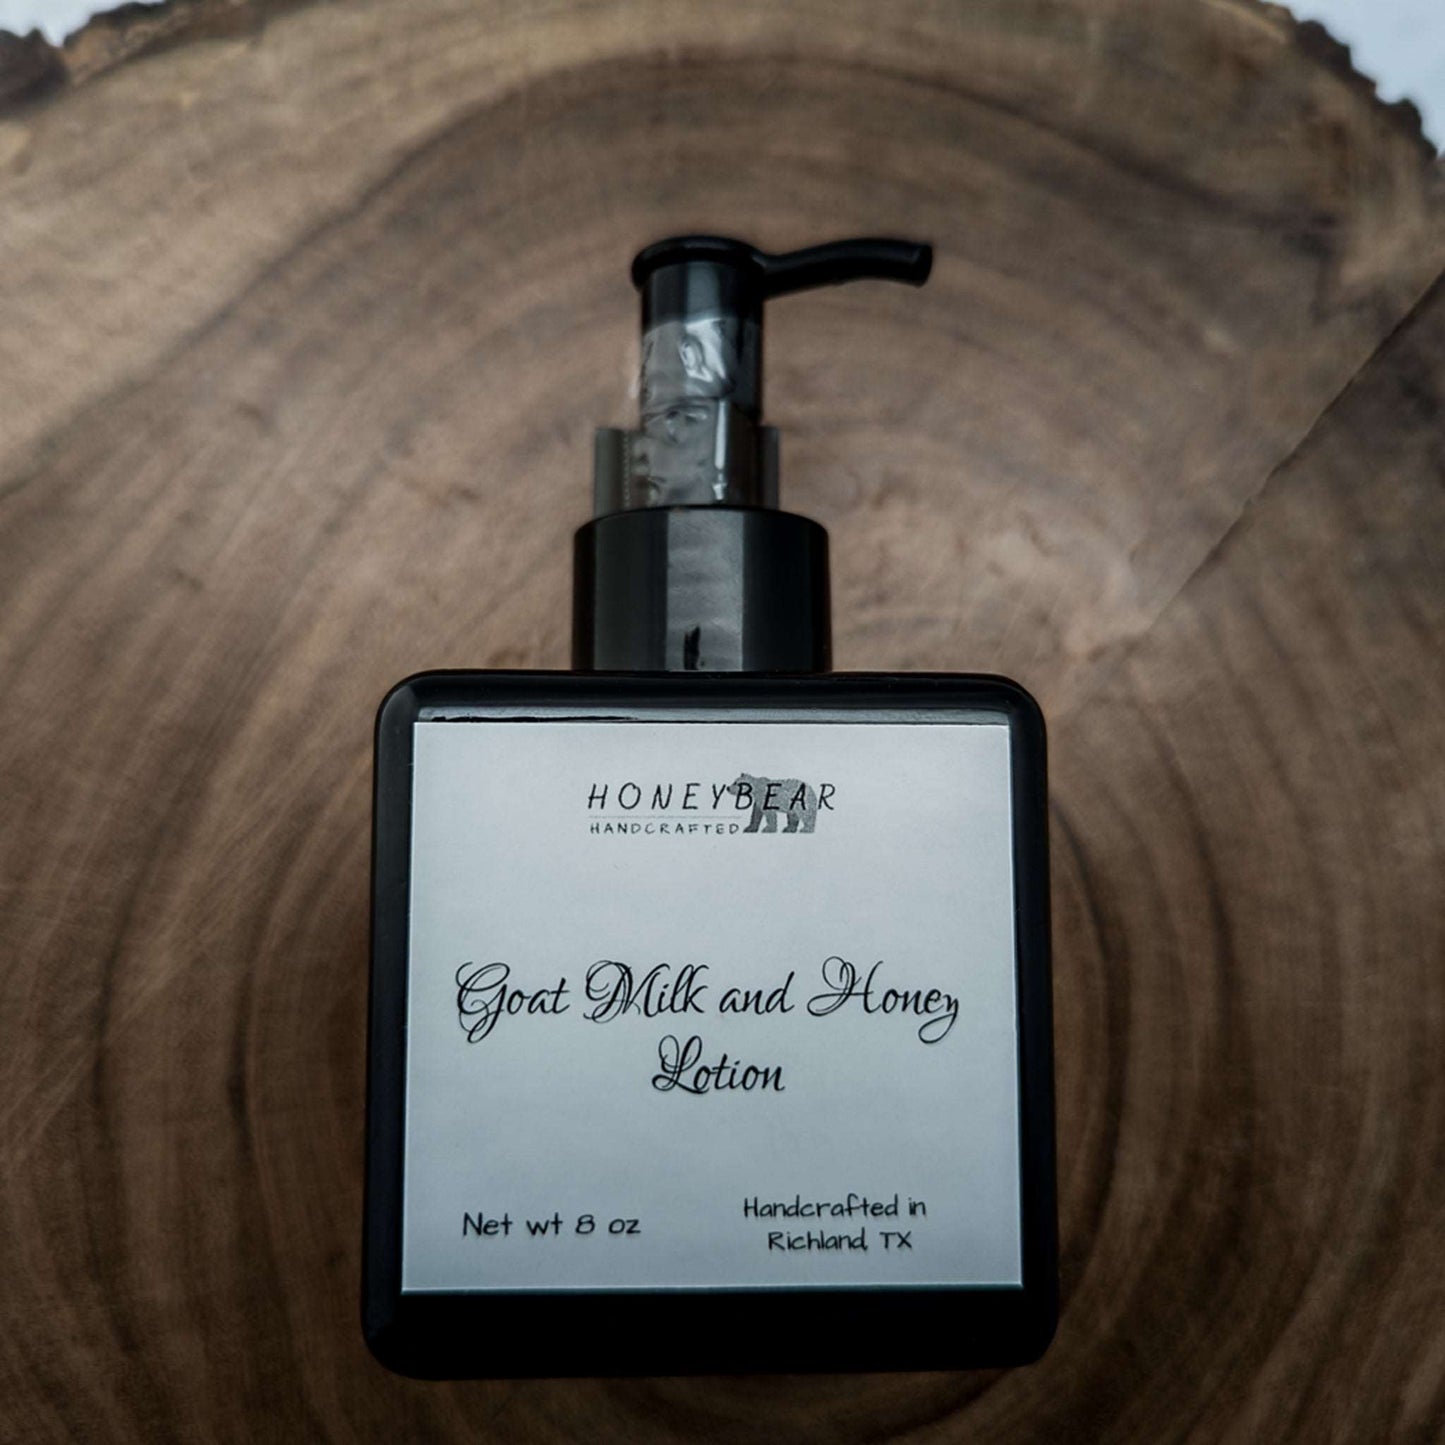 HONEYBEAR
HANDCRAFTED
Goat Milk and Honey
Lotion
Net wt 8 oz
Handcrafted in
Richland, TX